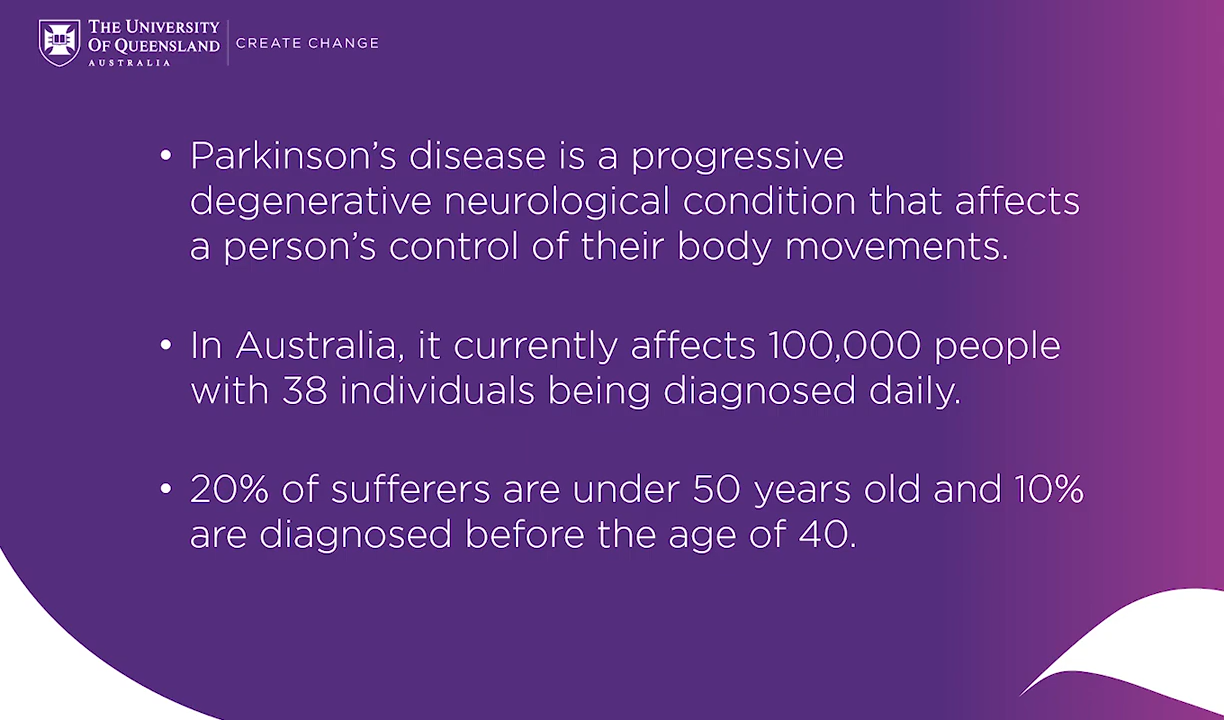 THE UNIVERSITY
OF QUEENSLAND
AUSTRALIA
CREATE CHANGE
• Parkinson’s disease is a progressive
degenerative neurological condition that affects
a person’s control of their body movements.
• In Australia, it currently affects 100,000 people
with 38 individuals being diagnosed daily.
• 20% of sufferers are under 50 years old and 10%
are diagnosed before the age of 40.